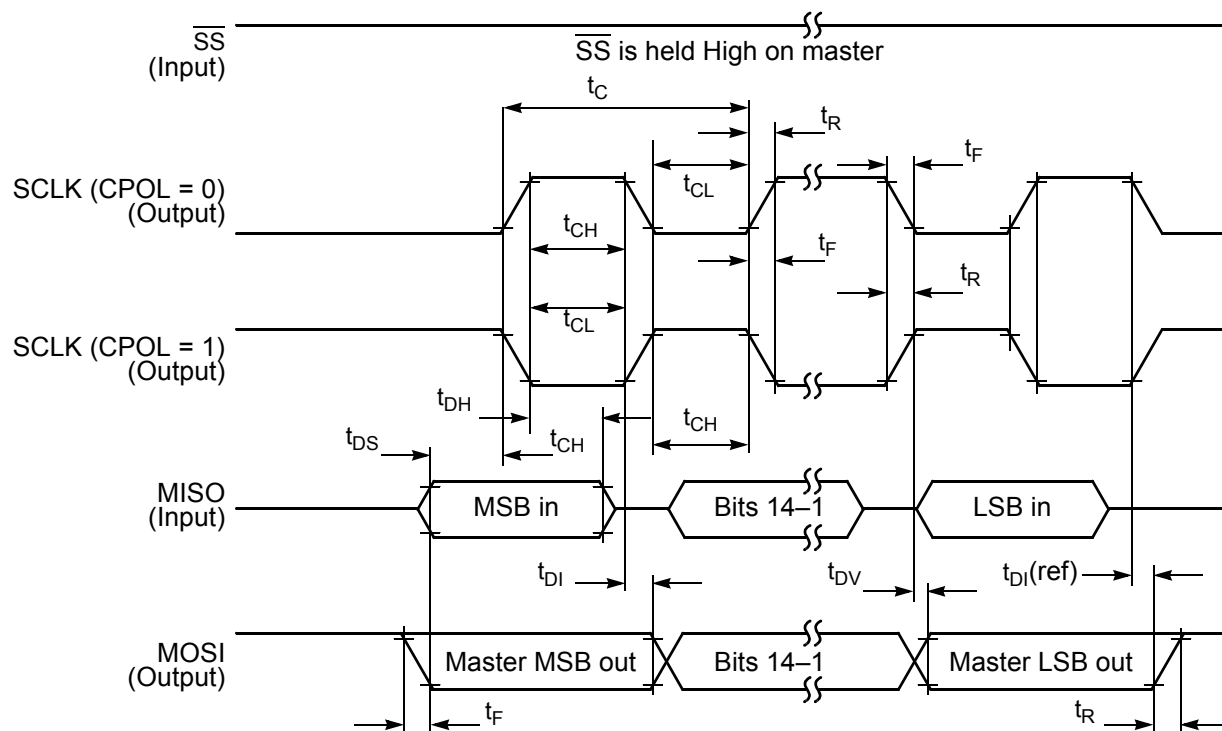 SS
(Input)
SS is held High on master
tC
tR
tF
SCLK (CPOL = 0)
(Output)
tCL
tCH
tF
tR
tCL
SCLK (CPOL = 1)
(Output)
tDH
tCH
tDS
tCH
MISO
(Input)
MSB in
Bits 14–1
LSB in
tDI
tDV
tDI(ref)
MOSI
(Output)
Master MSB out
Bits 14–1
Master LSB out
tF
tR